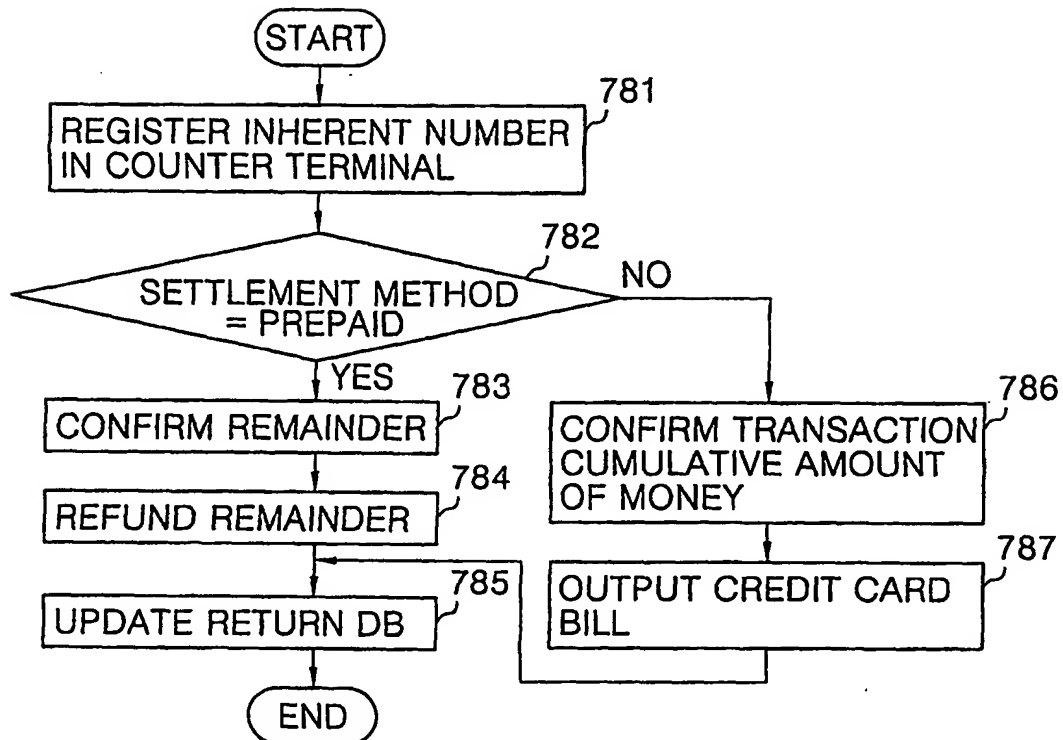 START
781
REGISTER INHERENT NUMBER
IN COUNTER TERMINAL
782
SETTLEMENT METHOD
= PREPAID
NO
YES
783
CONFIRM REMAINDER
784
REFUND REMAINDER
785
UPDATE RETURN DB
END
786
CONFIRM TRANSACTION
CUMULATIVE AMOUNT
OF MONEY
787
OUTPUT CREDIT CARD
BILL